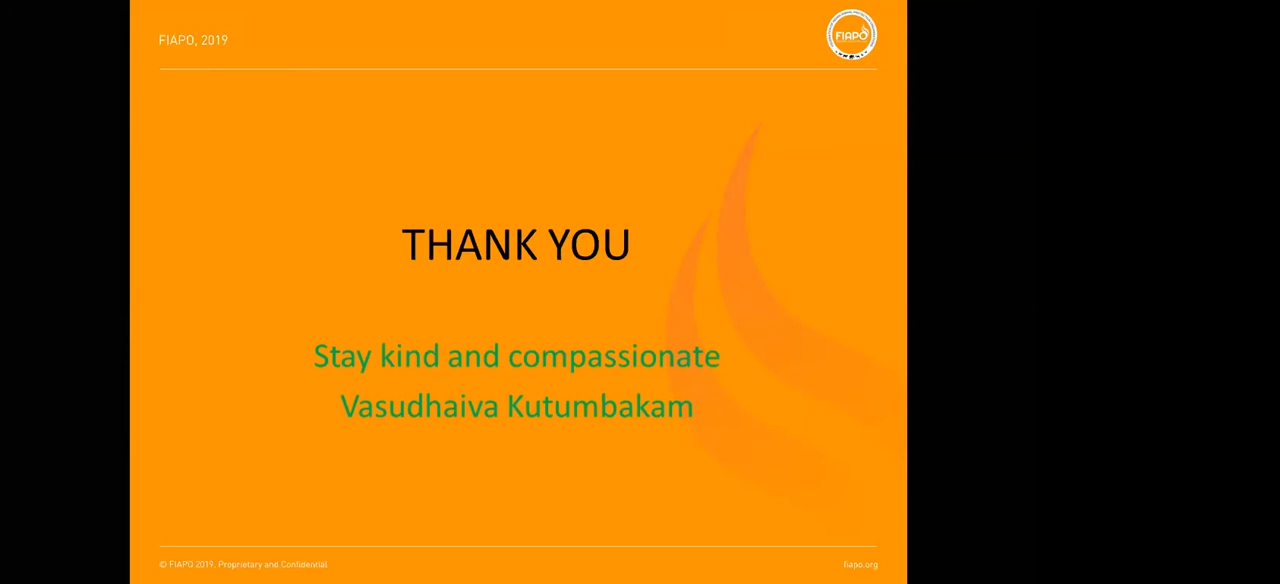 FIAPO, 2019
FIAPO
THANK YOU
Stay kind and compassionate
Vasudhaiva Kutumbakam
© FIAPO 2019. Proprietary and Confidential
fiapo.org